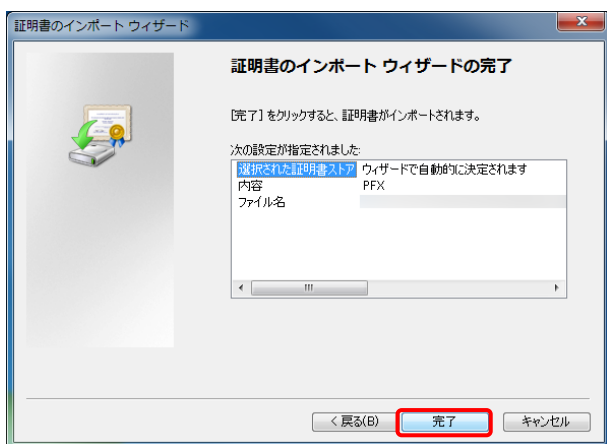 証明書のインポート ウィザード
証明書のインポート ウィザードの完了
[完了] をクリックすると、証明書がインポートされます。
次の設定が指定されました:
選択された証明書ストア ウィザードで自動的に決定されます
内容 PFX
ファイル名
< 戻る(B) 完了 キャンセル